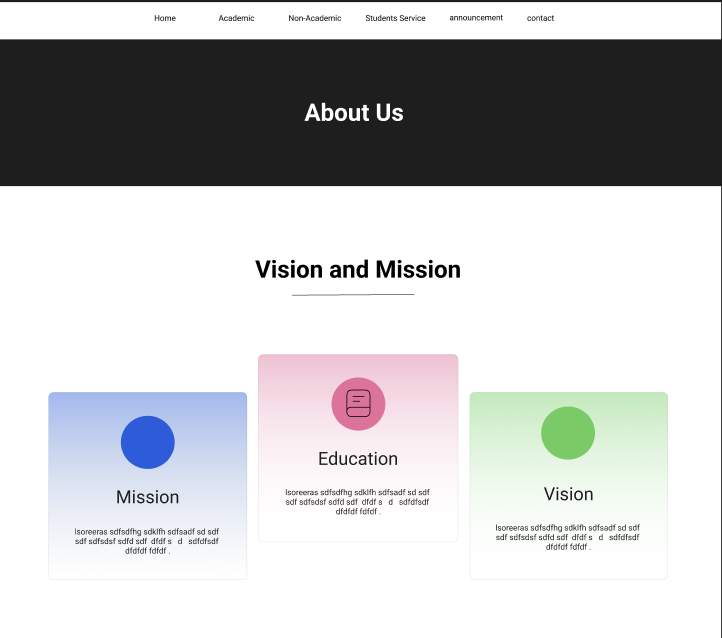 Home Academic Non-Academic Students Service announcement contact
About Us
Vision and Mission
Mission
lsoreeras sdfsdfhg sdklfh sdfsadf sd sdf
sdf sdfsdsf sdfd sdf dfdf s d sdfdfsdf
dfdfdf fdfdf .
Education
lsoreeras sdfsdfhg sdklfh sdfsadf sd sdf
sdf sdfsdsf sdfd sdf dfdf s d sdfdfsdf
dfdfdf fdfdf .
Vision
lsoreeras sdfsdfhg sdklfh sdfsadf sd sdf
sdf sdfsdsf sdfd sdf dfdf s d sdfdfsdf
dfdfdf fdfdf .